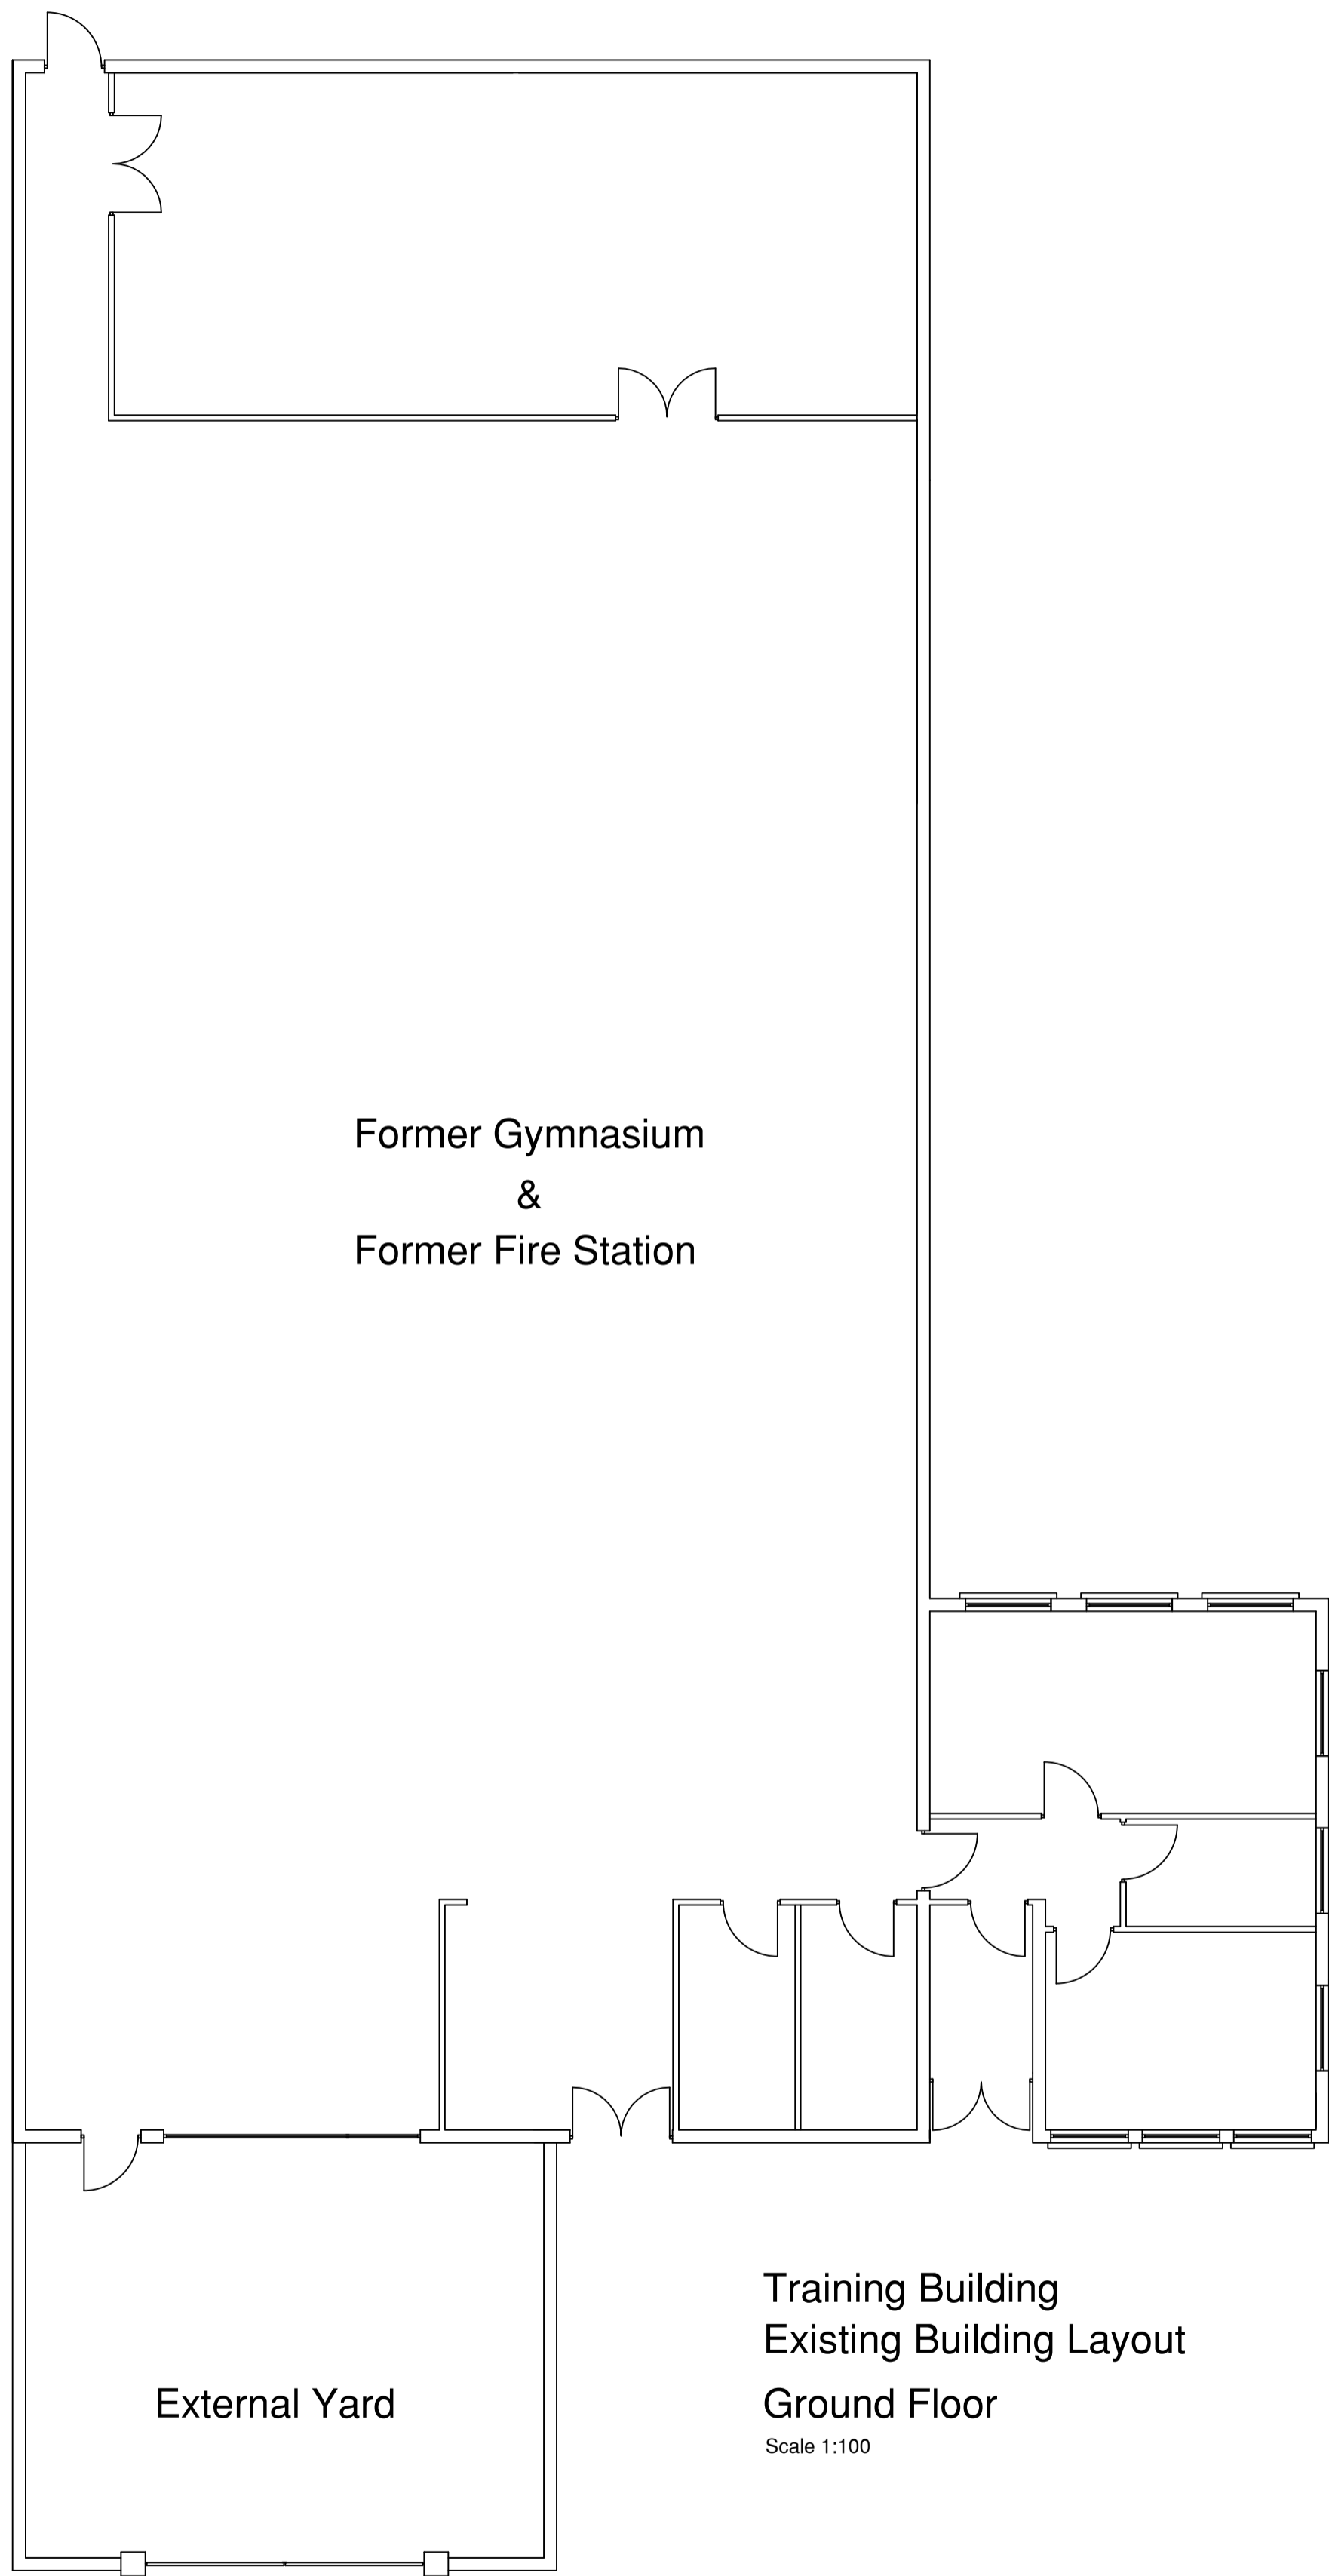 Former Gymnasium
&
Former Fire Station
Training Building
Existing Building Layout
Ground Floor
Scale 1:100
External Yard